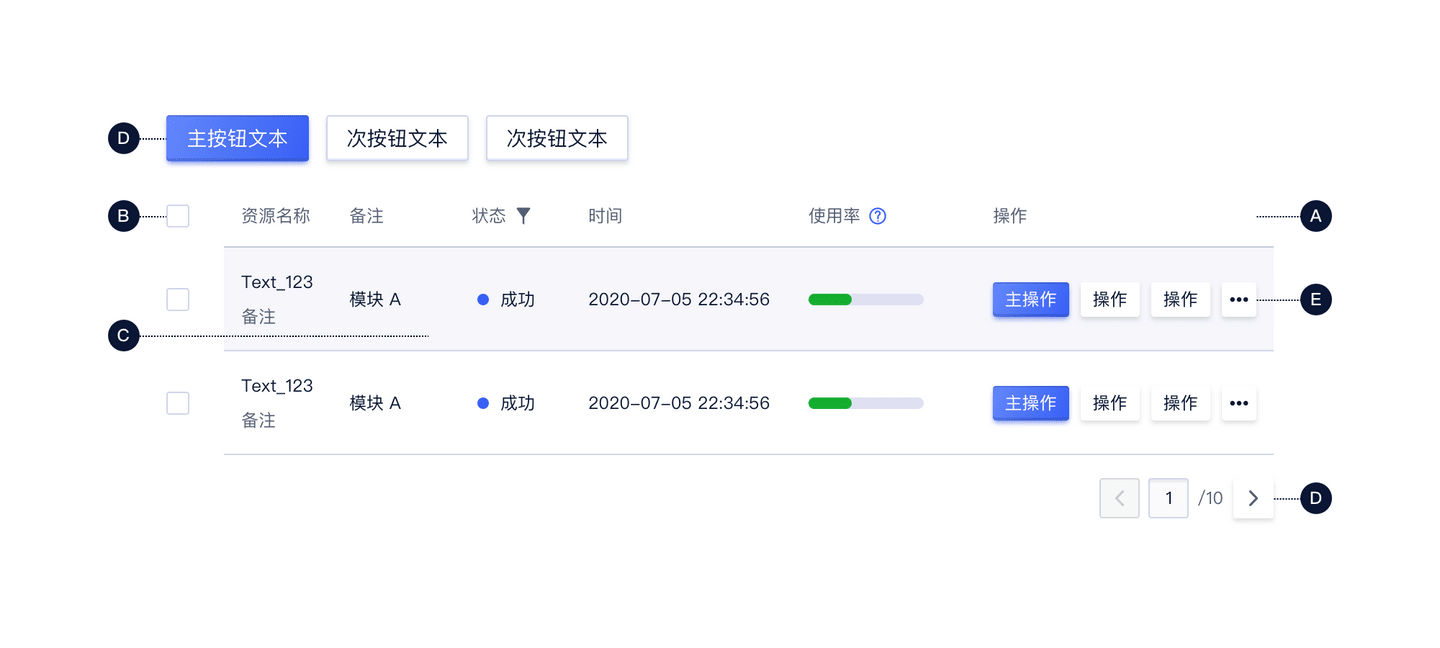 D 主按钮文本 次按钮文本 次按钮文本
B 资源名称 备注 状态 时间 使用率 ? 操作 A
Text_123
模块 A 成功 2020-07-05 22:34:56 主操作 操作 操作 ••• E
备注
C
Text_123
模块 A 成功 2020-07-05 22:34:56 主操作 操作 操作 •••
备注
1 /10 D